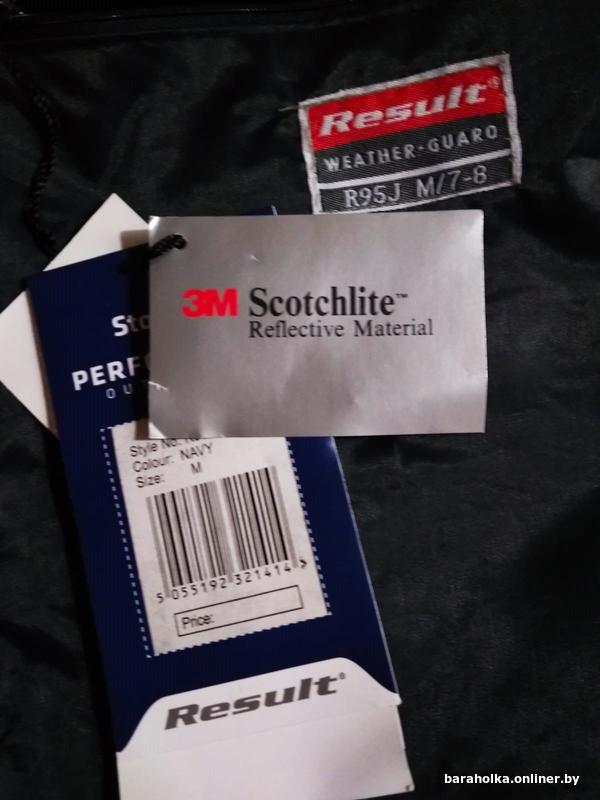 Result®
WEATHER-GUARD
R95J M/7-8
3M Scotchlite™
Reflective Material
Style No.
Colour: NAVY
Size: M
5 055192 321414 >
Price:
Result®
baraholka.onliner.by